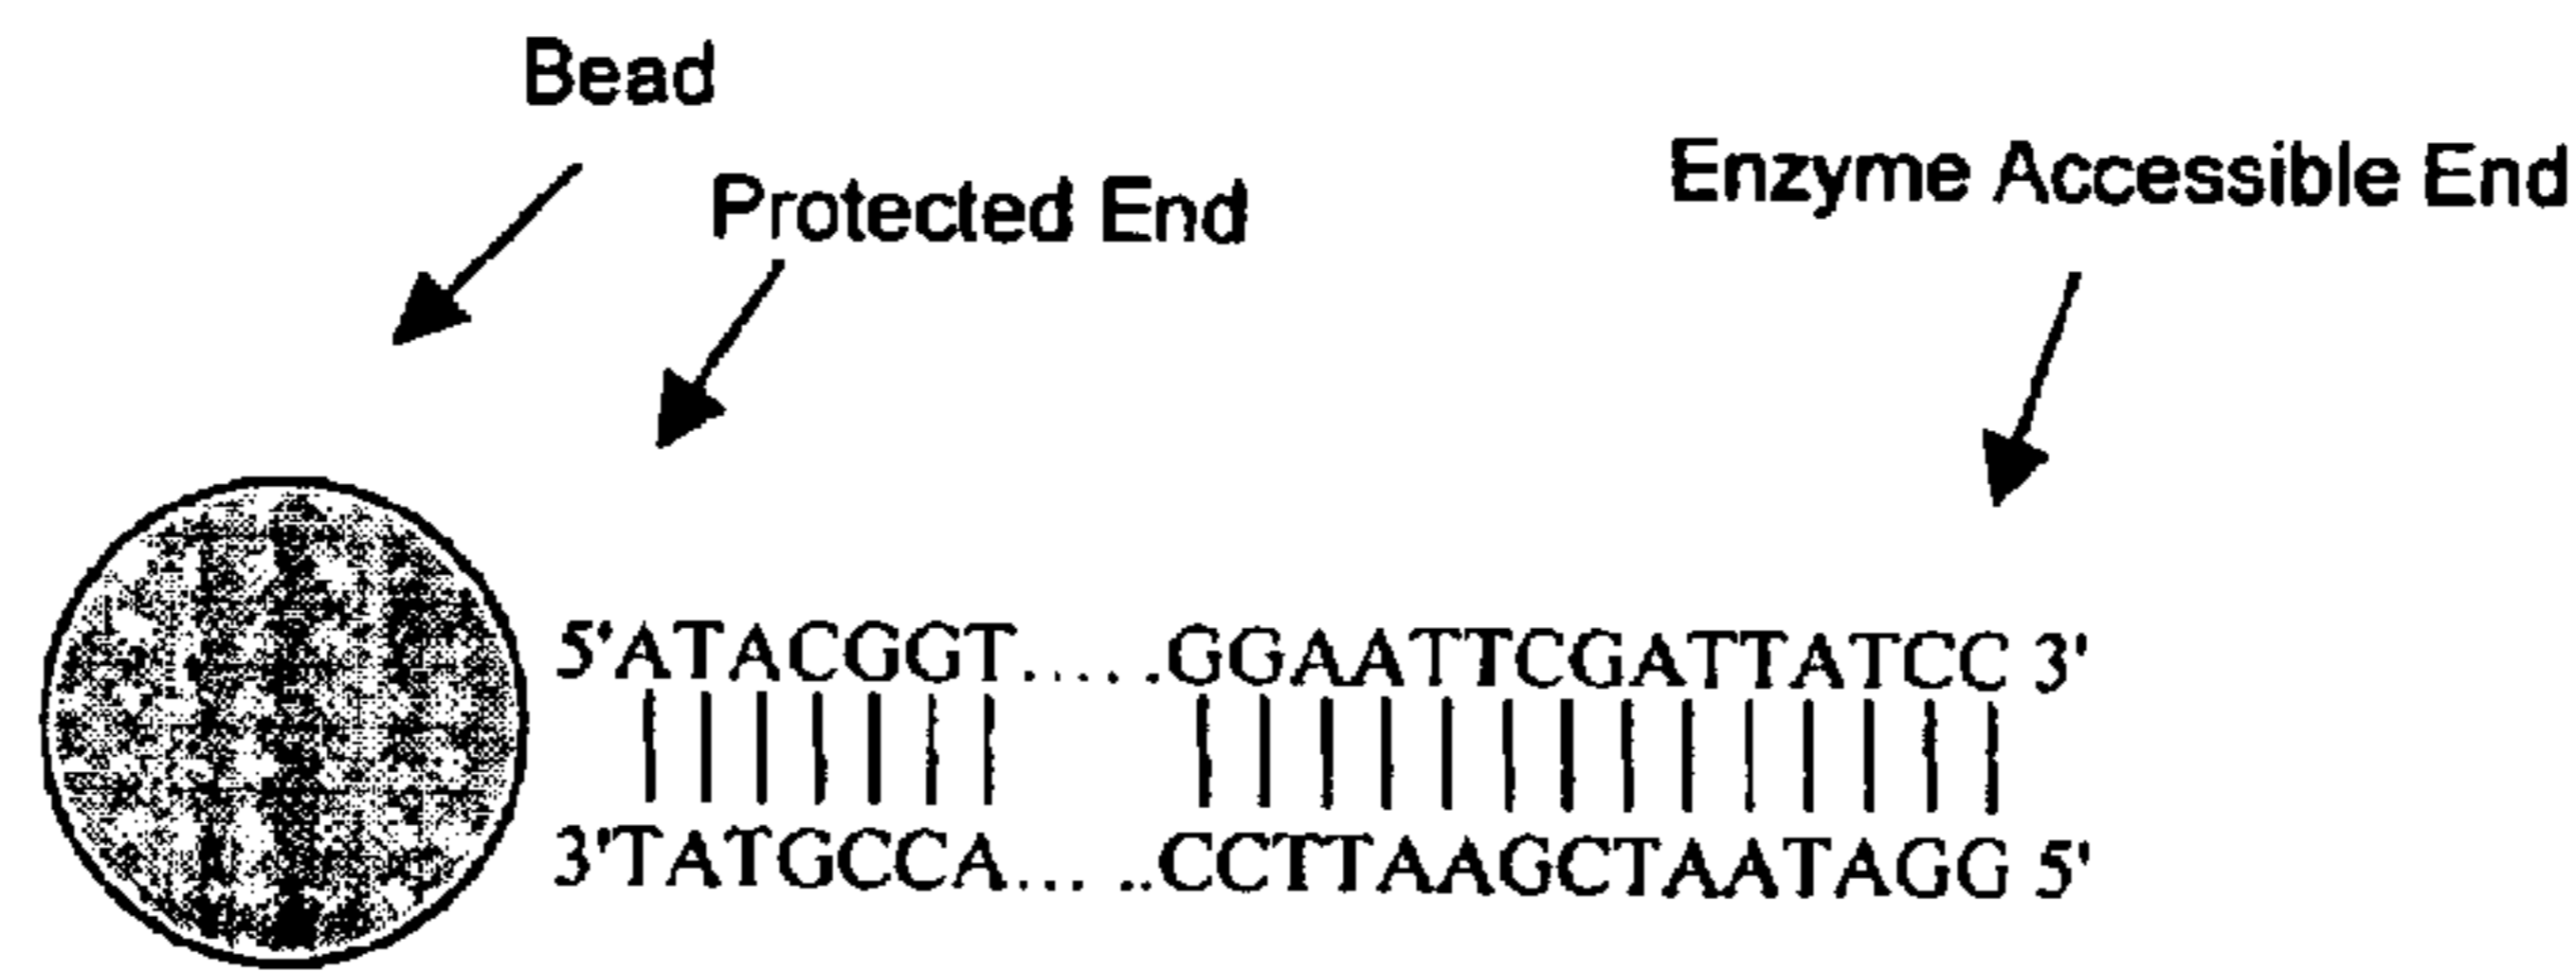 Bead
Protected End
Enzyme Accessible End
5'ATACGGT......GGAATTCGATTATCC 3'
3'TATGCCA... ..CCTTAAGCTAATAGG 5'